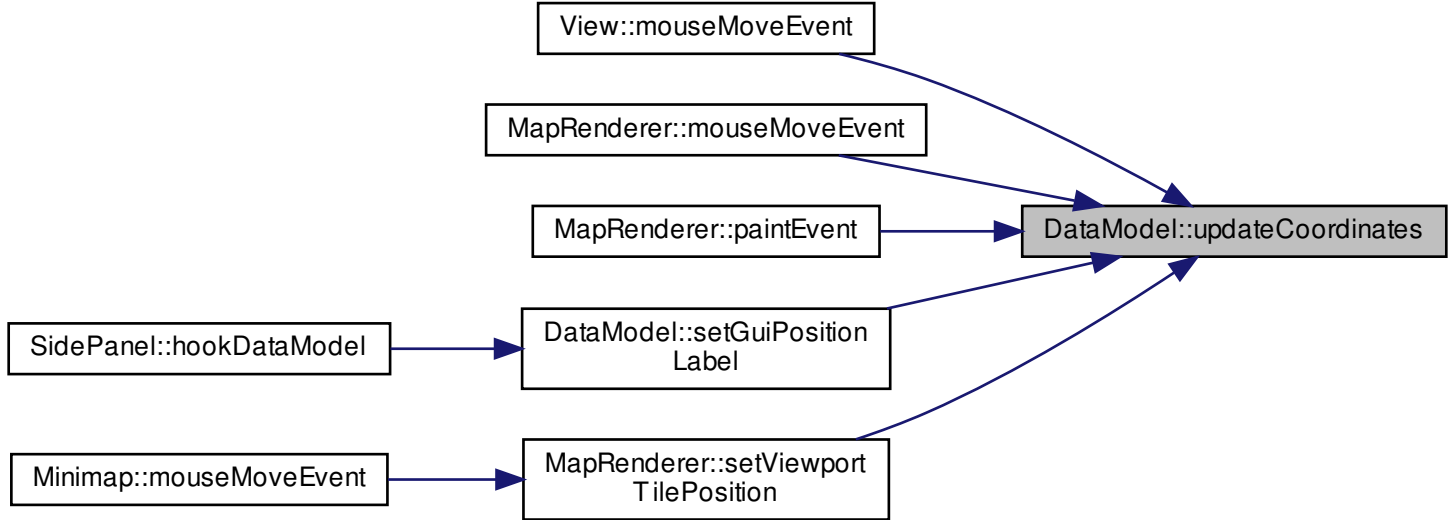 View::mouseMoveEvent
MapRenderer::mouseMoveEvent
MapRenderer::paintEvent
DataModel::updateCoordinates
DataModel::setGuiPosition
Label
SidePanel::hookDataModel
MapRenderer::setViewport
TilePosition
Minimap::mouseMoveEvent